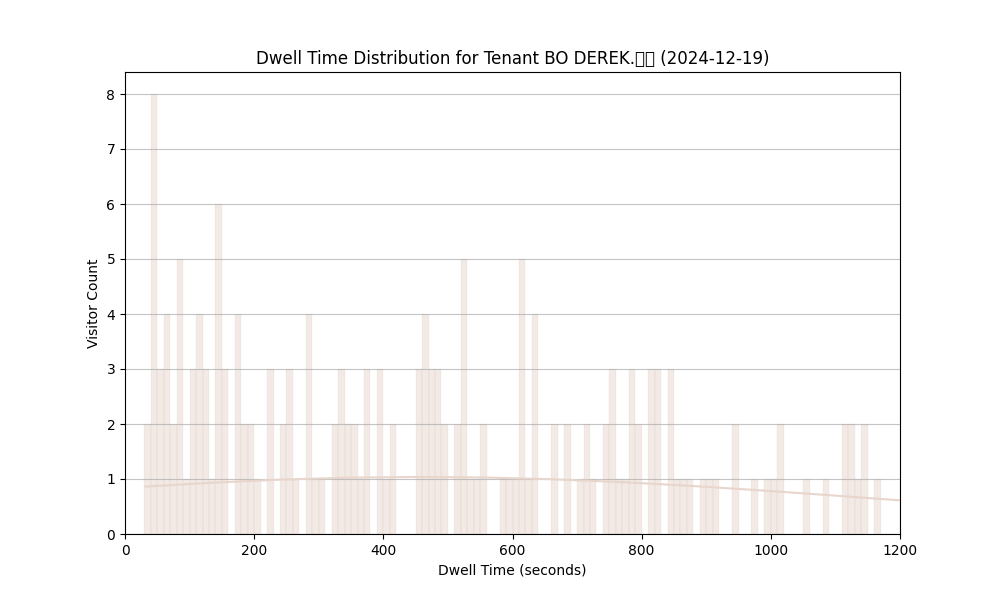 Dwell Time Distribution for Tenant BO DEREK.▯▯ (2024-12-19)
Visitor Count
8
7
6
5
4
3
2
1
0
0 200 400 600 800 1000 1200
Dwell Time (seconds)